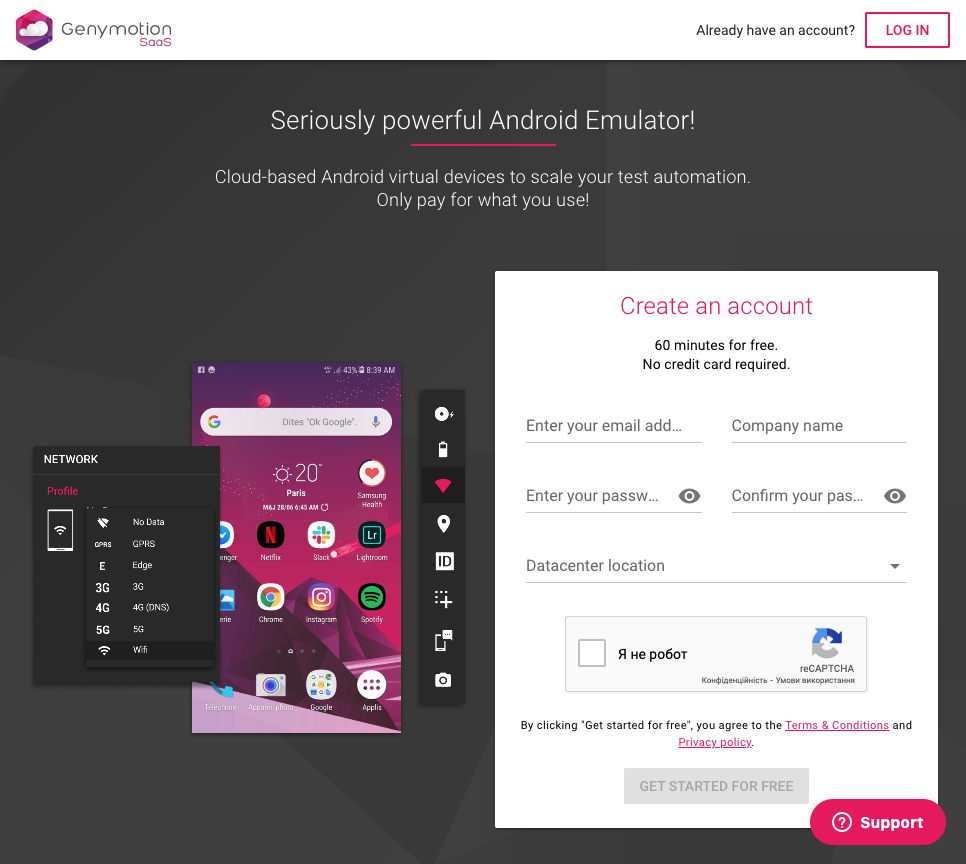 Genymotion
SaaS
Already have an account?
LOG IN
Seriously powerful Android Emulator!
Cloud-based Android virtual devices to scale your test automation.
Only pay for what you use!
Create an account
60 minutes for free.
No credit card required.
Enter your email add...
Company name
Enter your passw...
Confirm your pas...
Datacenter location
Я не робот
reCAPTCHA
Конфіденційність - Умови використання
By clicking "Get started for free", you agree to the Terms & Conditions and
Privacy policy.
GET STARTED FOR FREE
Support
43% 8:39 AM
Dites "Ok Google".
20°
Paris
MAJ 28/06 6:45 AM
Samsung
Health
enger
Netflix
Slack
Lr
Lightroom
erie
Chrome
Instagram
Spotify
Téléphone
Appareil photo
Google
Applis
NETWORK
Profile
No Data
GPRS GPRS
E Edge
3G 3G
4G 4G (DNS)
5G 5G
Wifi
ID